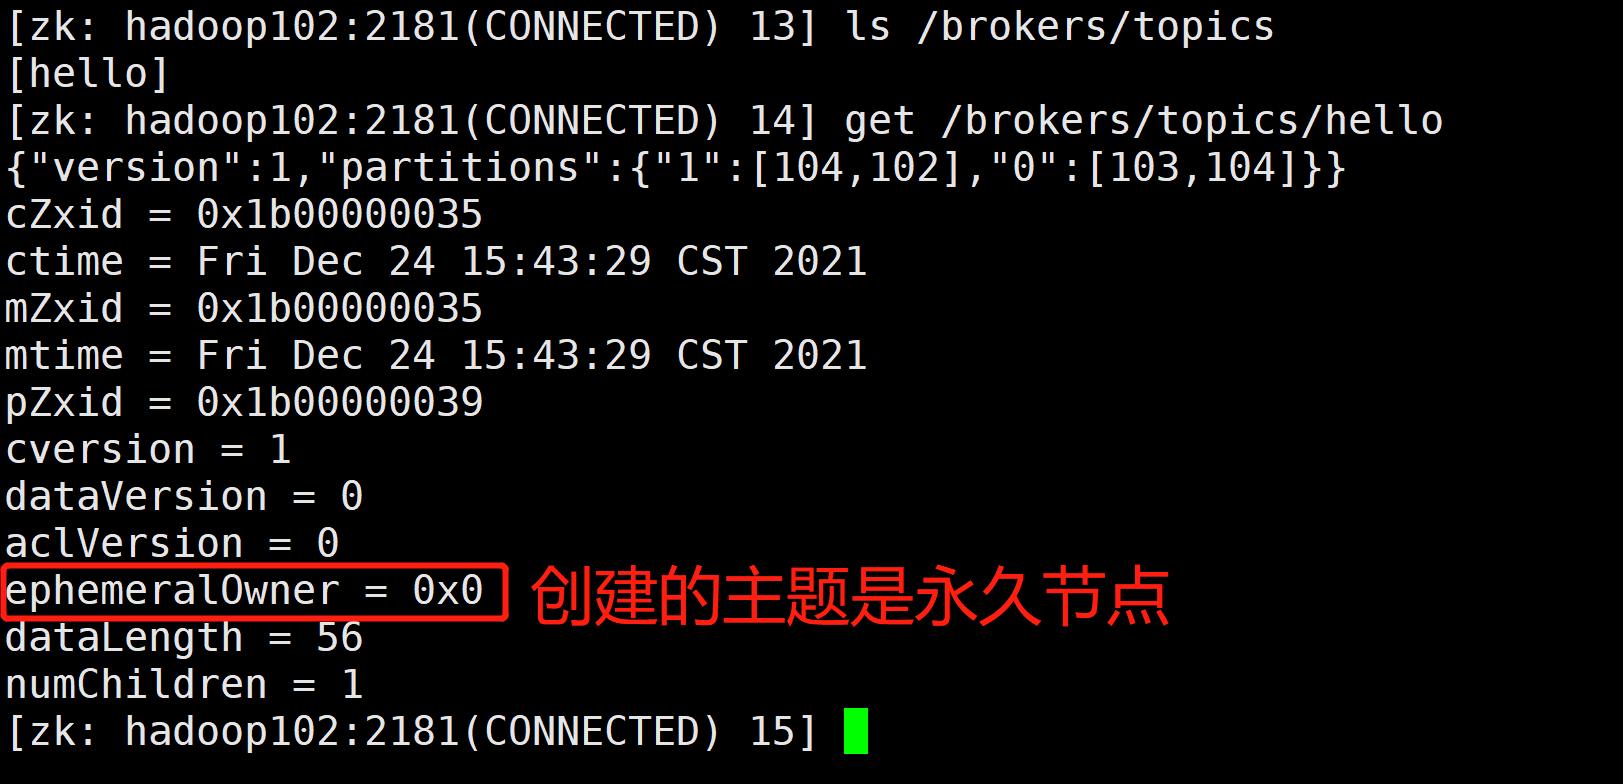 [zk: hadoop102:2181(CONNECTED) 13] ls /brokers/topics
[hello]
[zk: hadoop102:2181(CONNECTED) 14] get /brokers/topics/hello
{"version":1,"partitions":{"1":[104,102],"0":[103,104]}}
cZxid = 0x1b00000035
ctime = Fri Dec 24 15:43:29 CST 2021
mZxid = 0x1b00000035
mtime = Fri Dec 24 15:43:29 CST 2021
pZxid = 0x1b00000039
cversion = 1
dataVersion = 0
aclVersion = 0
ephemeralOwner = 0x0 创建的主题是永久节点
dataLength = 56
numChildren = 1
[zk: hadoop102:2181(CONNECTED) 15]